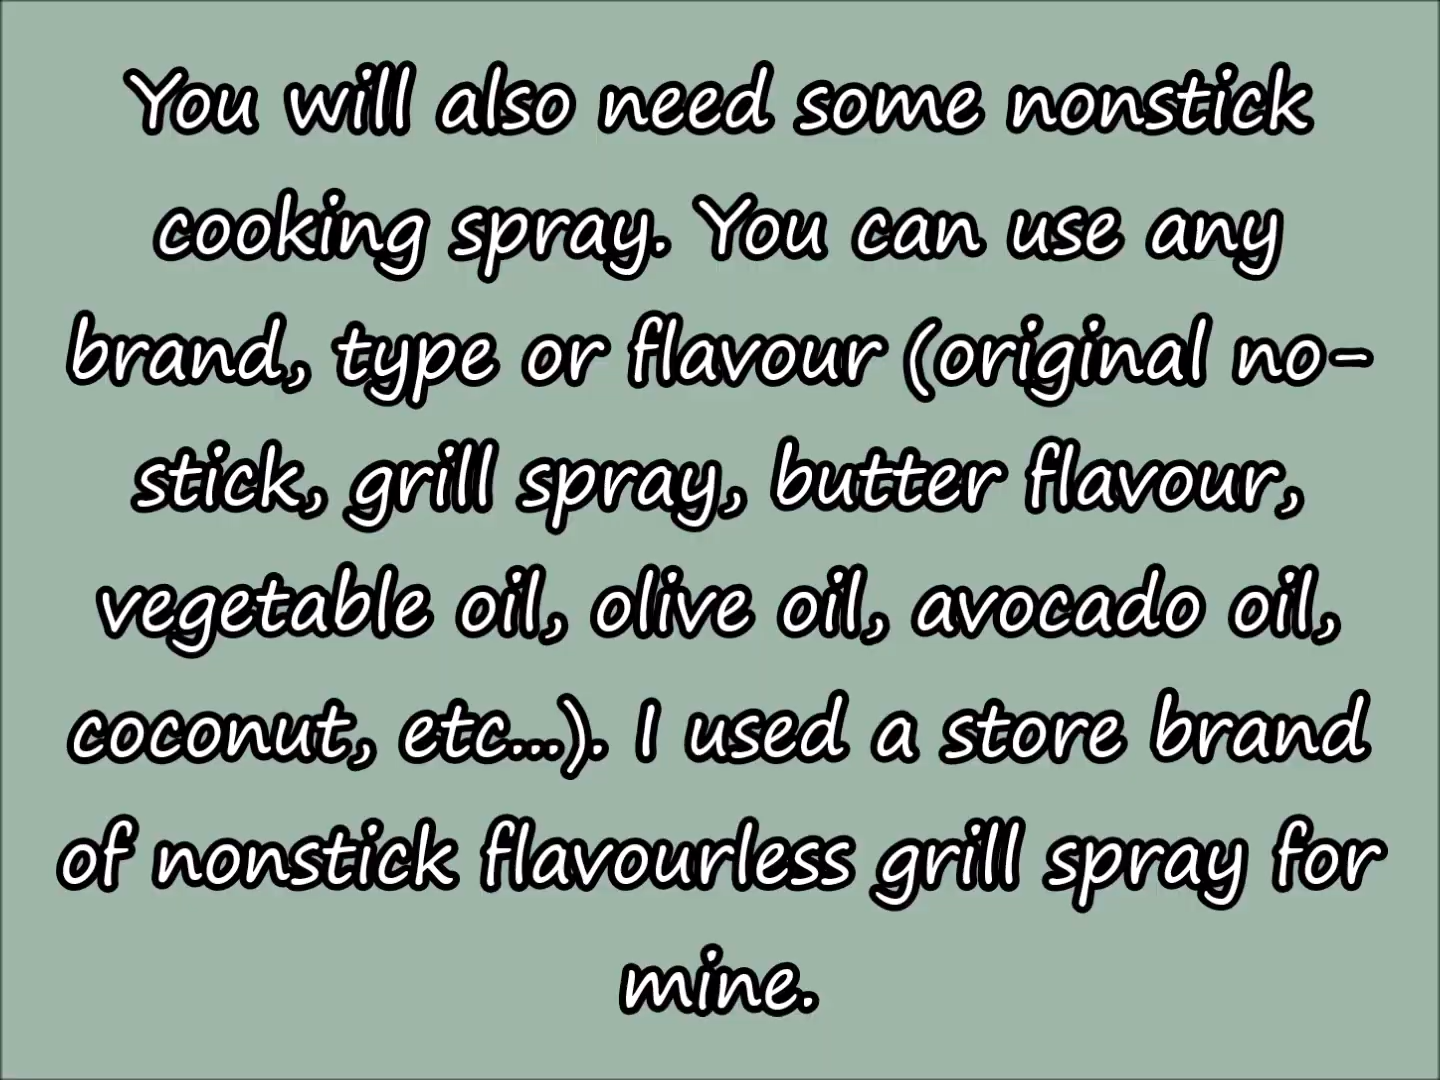 You will also need some nonstick
cooking spray. You can use any
brand, type or flavour (original no-
stick, grill spray, butter flavour,
vegetable oil, olive oil, avocado oil,
coconut, etc...). I used a store brand
of nonstick flavourless grill spray for
mine.